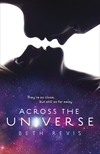 They're so close,
but still so far away.
ACROSS THE
UNIVERSE
BETH REVIS